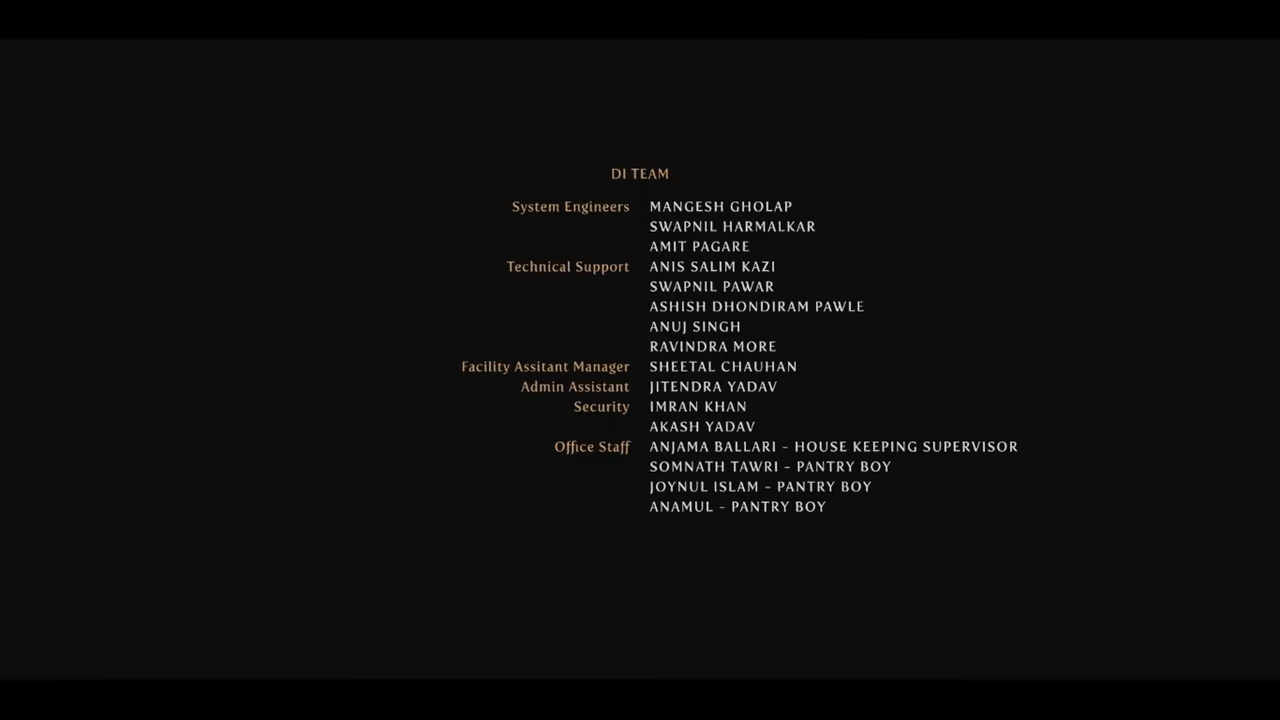 DI TEAM
System Engineers MANGESH GHOLAP
SWAPNIL HARMALKAR
AMIT PAGARE
Technical Support ANIS SALIM KAZI
SWAPNIL PAWAR
ASHISH DHONDIRAM PAWLE
ANUJ SINGH
RAVINDRA MORE
Facility Assitant Manager SHEETAL CHAUHAN
Admin Assistant JITENDRA YADAV
Security IMRAN KHAN
AKASH YADAV
Office Staff ANJAMA BALLARI - HOUSE KEEPING SUPERVISOR
SOMNATH TAWRI - PANTRY BOY
JOYNUL ISLAM - PANTRY BOY
ANAMUL - PANTRY BOY